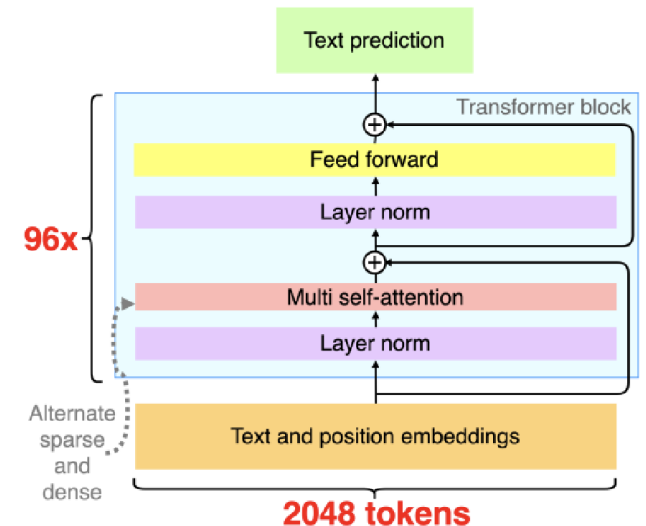 Text prediction
Transformer block
Feed forward
Layer norm
96x
Multi self-attention
Layer norm
Alternate
sparse
and
dense
Text and position embeddings
2048 tokens